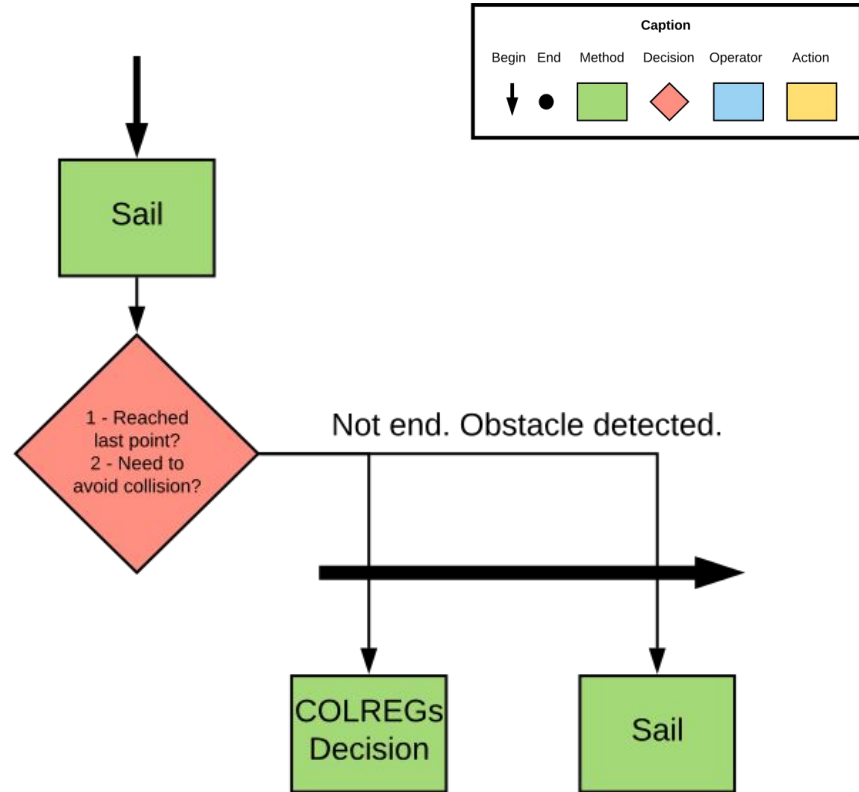 Caption
Begin End Method Decision Operator Action
Sail
1 - Reached
last point?
2 - Need to
avoid collision?
Not end. Obstacle detected.
COLREGs
Decision
Sail